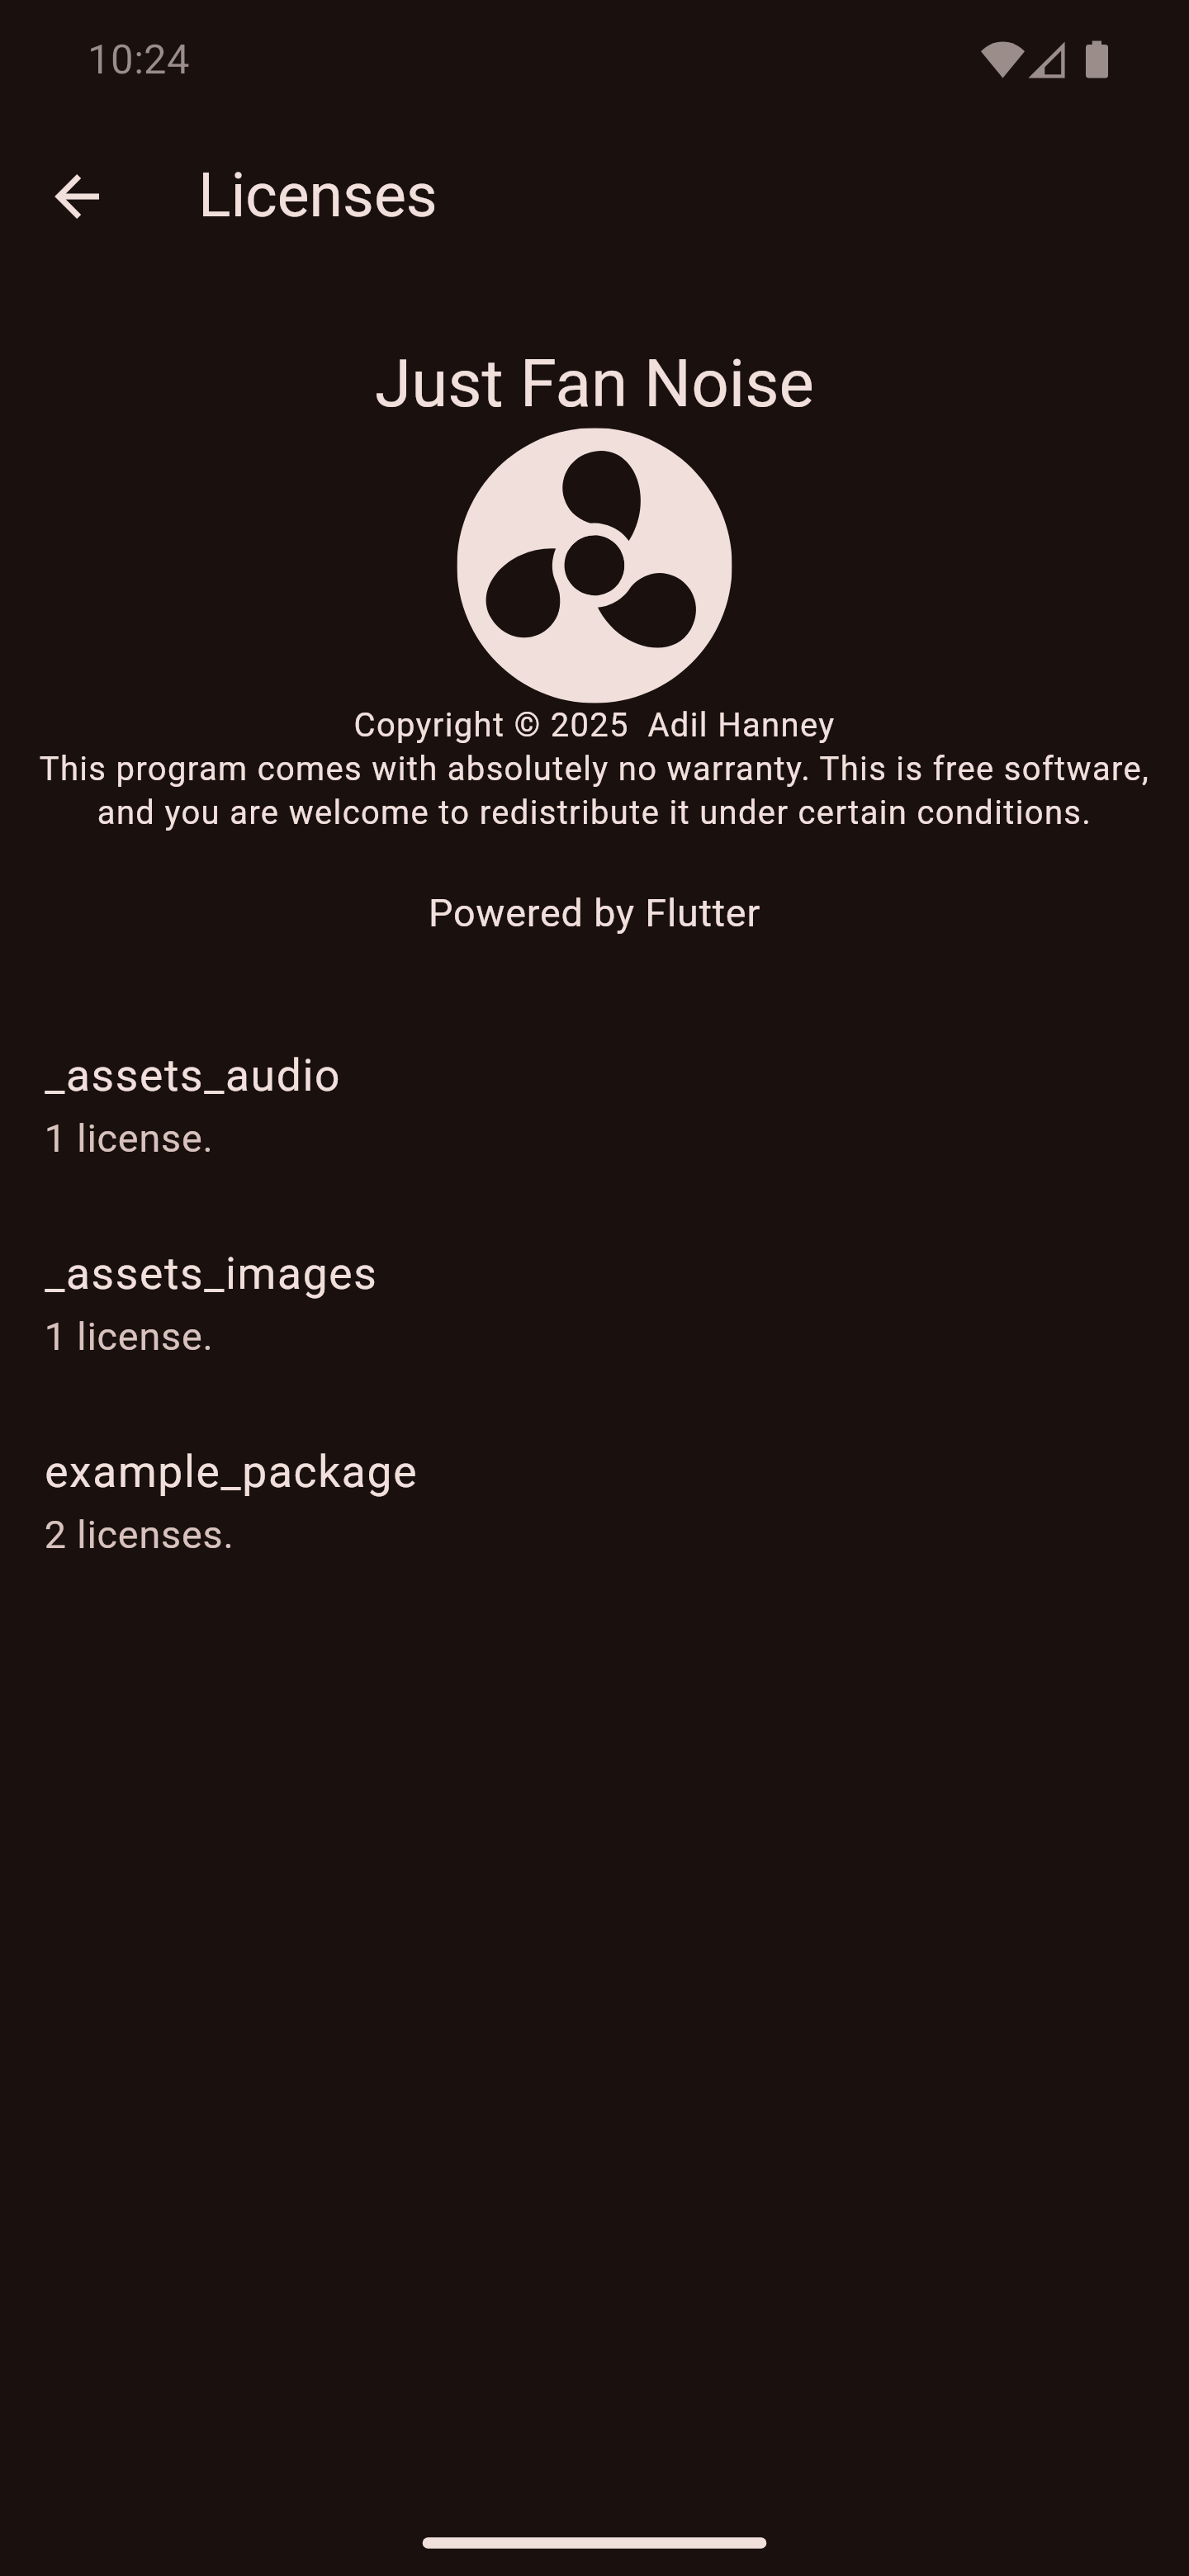 10:24
Licenses
Just Fan Noise
Copyright © 2025  Adil Hanney
This program comes with absolutely no warranty. This is free software,
and you are welcome to redistribute it under certain conditions.
Powered by Flutter
_assets_audio
1 license.
_assets_images
1 license.
example_package
2 licenses.